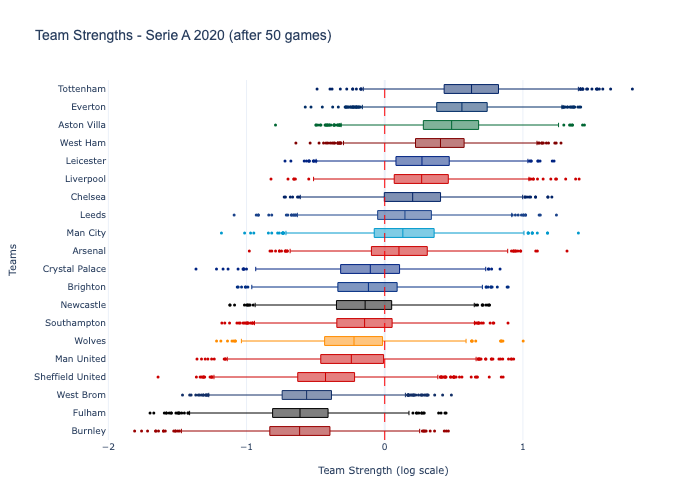 Team Strengths - Serie A 2020 (after 50 games)
Tottenham
Everton
Aston Villa
West Ham
Leicester
Liverpool
Chelsea
Leeds
Man City
Arsenal
Crystal Palace
Brighton
Newcastle
Southampton
Wolves
Man United
Sheffield United
West Brom
Fulham
Burnley
Teams
−2
−1
0
1
Team Strength (log scale)